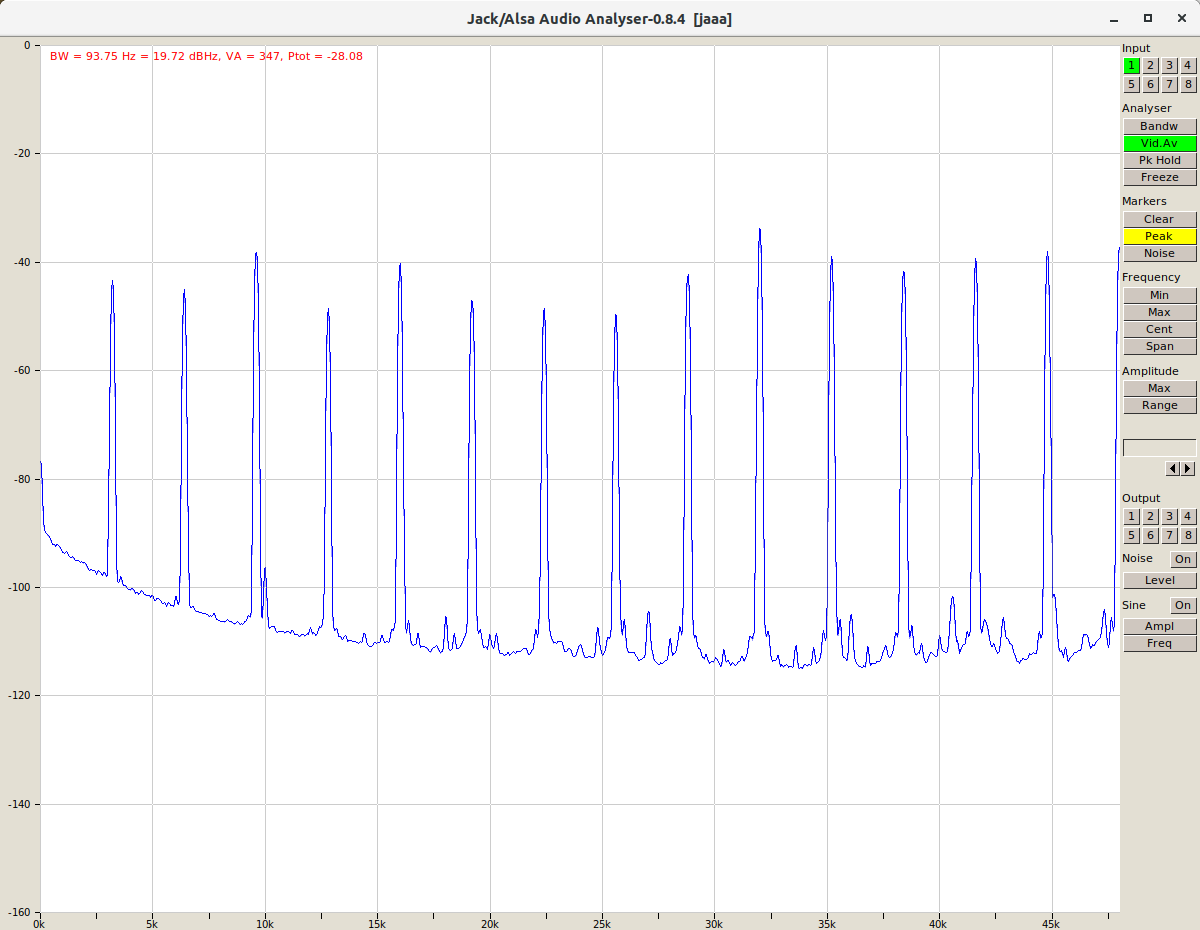 Jack/Alsa Audio Analyser-0.8.4 [jaaa]
BW = 93.75 Hz = 19.72 dBHz, VA = 347, Ptot = -28.08
0
-20
-40
-60
-80
-100
-120
-140
-160
0k 5k 10k 15k 20k 25k 30k 35k 40k 45k
Input
1 2 3 4
5 6 7 8
Analyser
Bandw
Vid.Av
Pk Hold
Freeze
Markers
Clear
Peak
Noise
Frequency
Min
Max
Cent
Span
Amplitude
Max
Range
Output
1 2 3 4
5 6 7 8
Noise On
Level
Sine On
Ampl
Freq